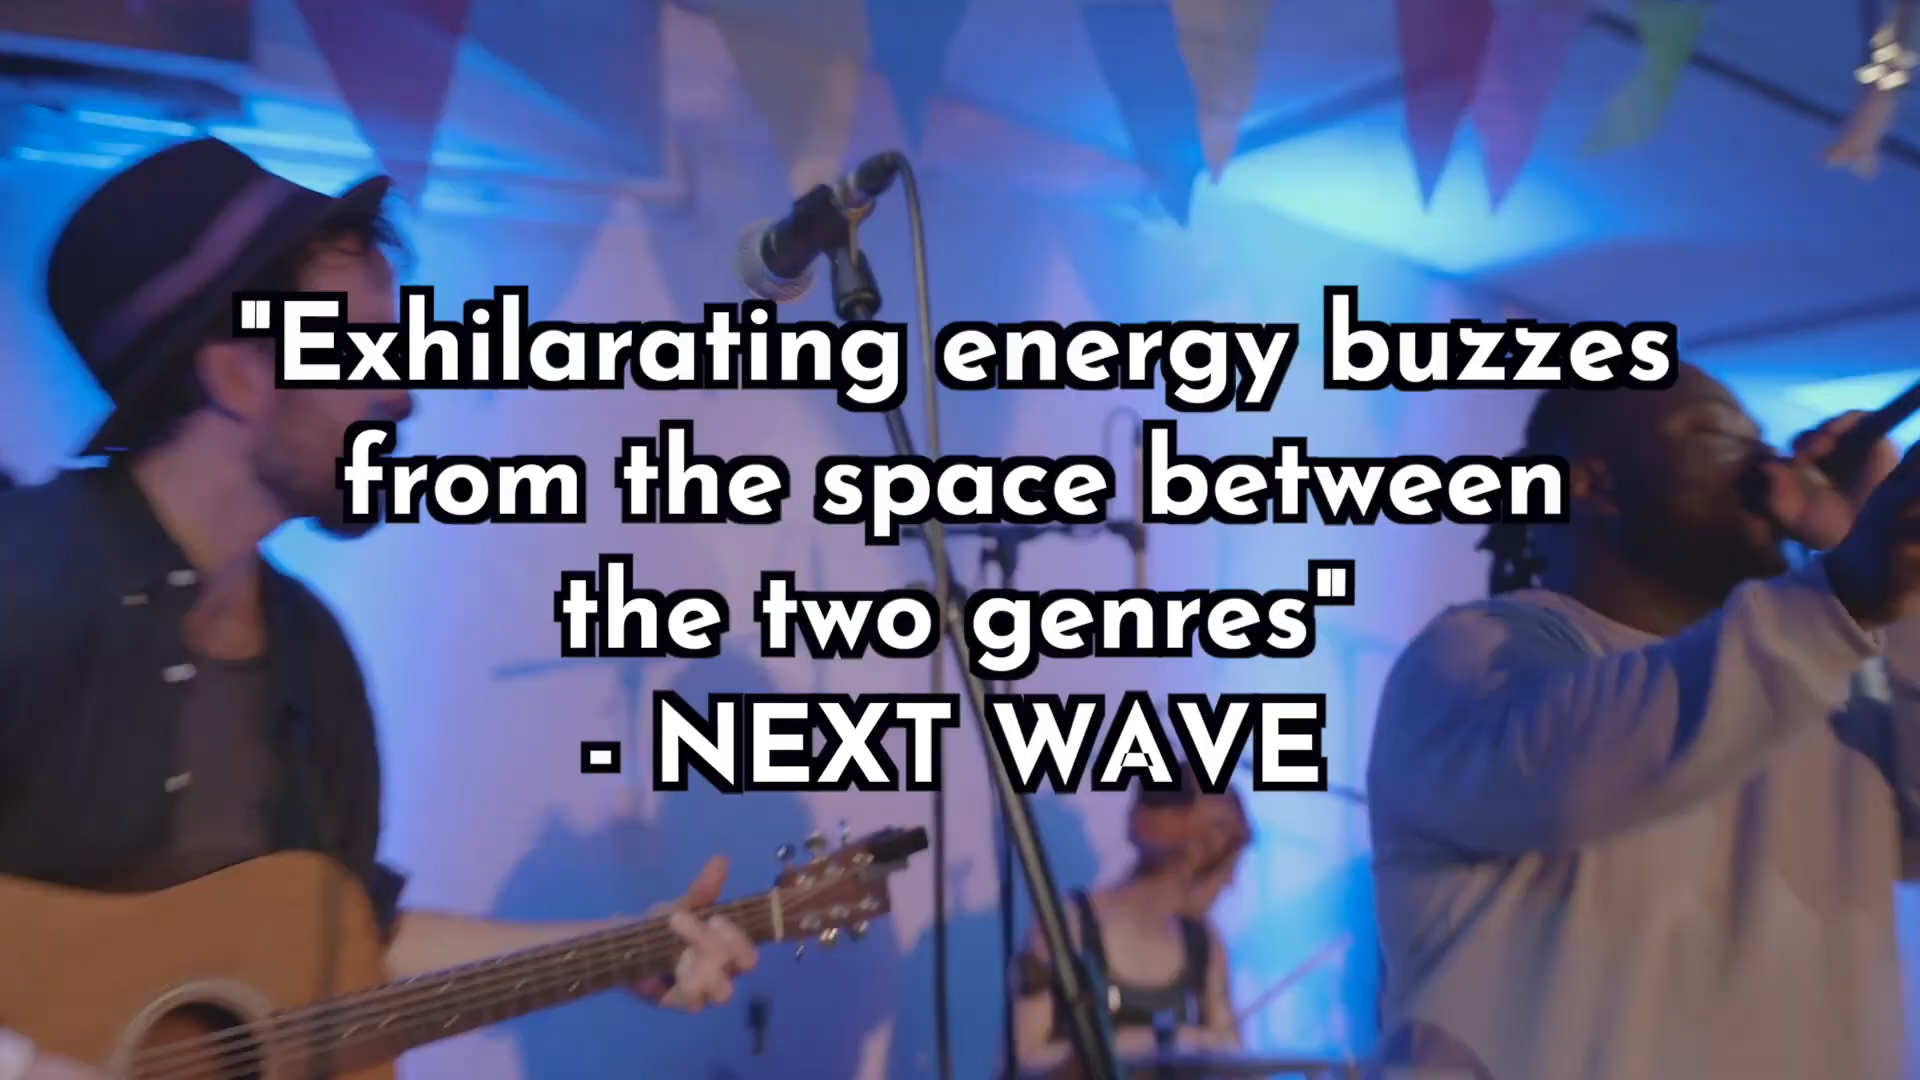 "Exhilarating energy buzzes
from the space between
the two genres"
- NEXT WAVE